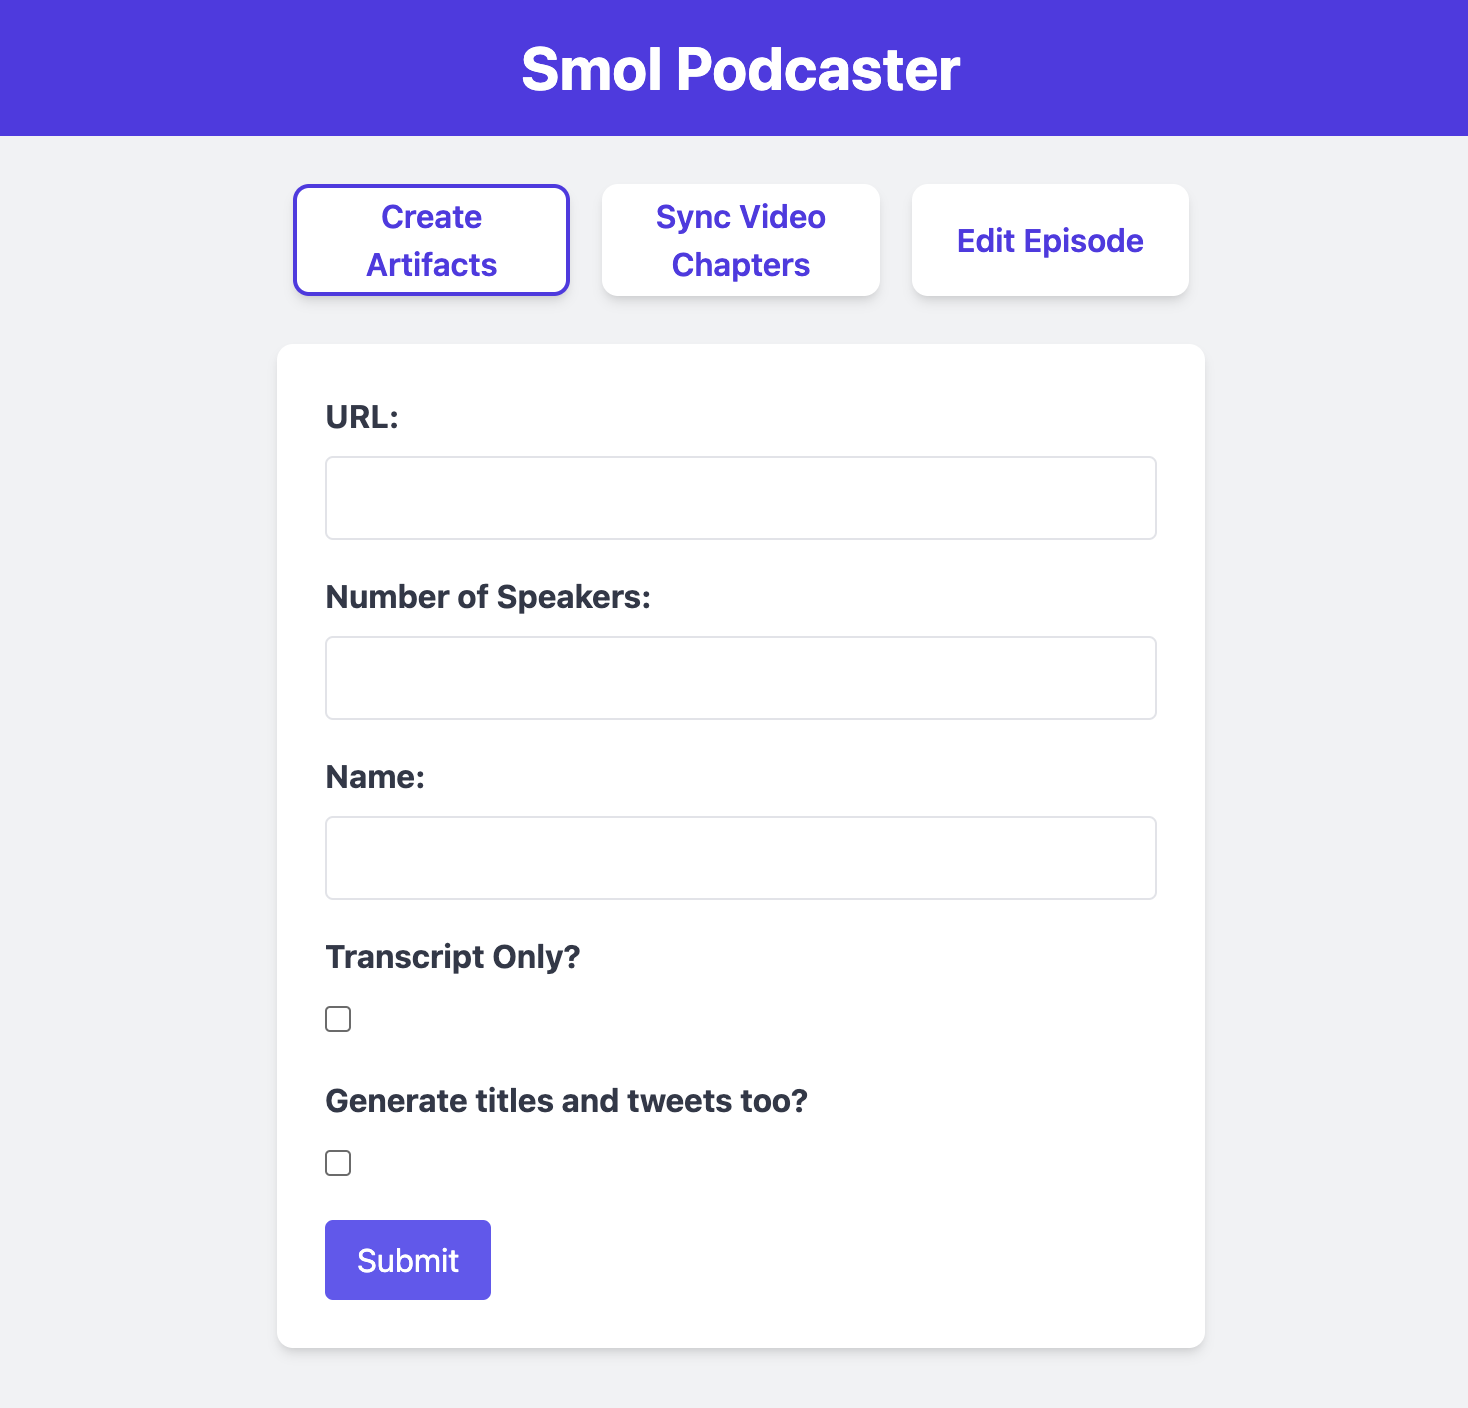 Smol Podcaster
Create
Artifacts
Sync Video
Chapters
Edit Episode
URL:
Number of Speakers:
Name:
Transcript Only?
Generate titles and tweets too?
Submit